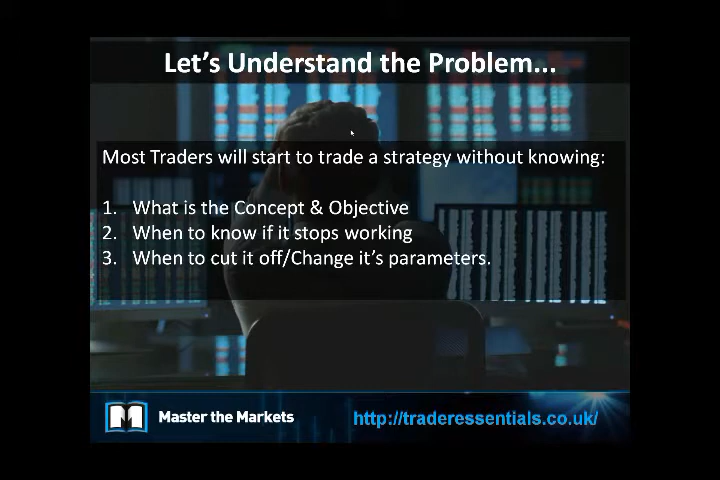 Let's Understand the Problem...
Most Traders will start to trade a strategy without knowing:
1. What is the Concept & Objective
2. When to know if it stops working
3. When to cut it off/Change it's parameters.
Master the Markets
http://traderessentials.co.uk/